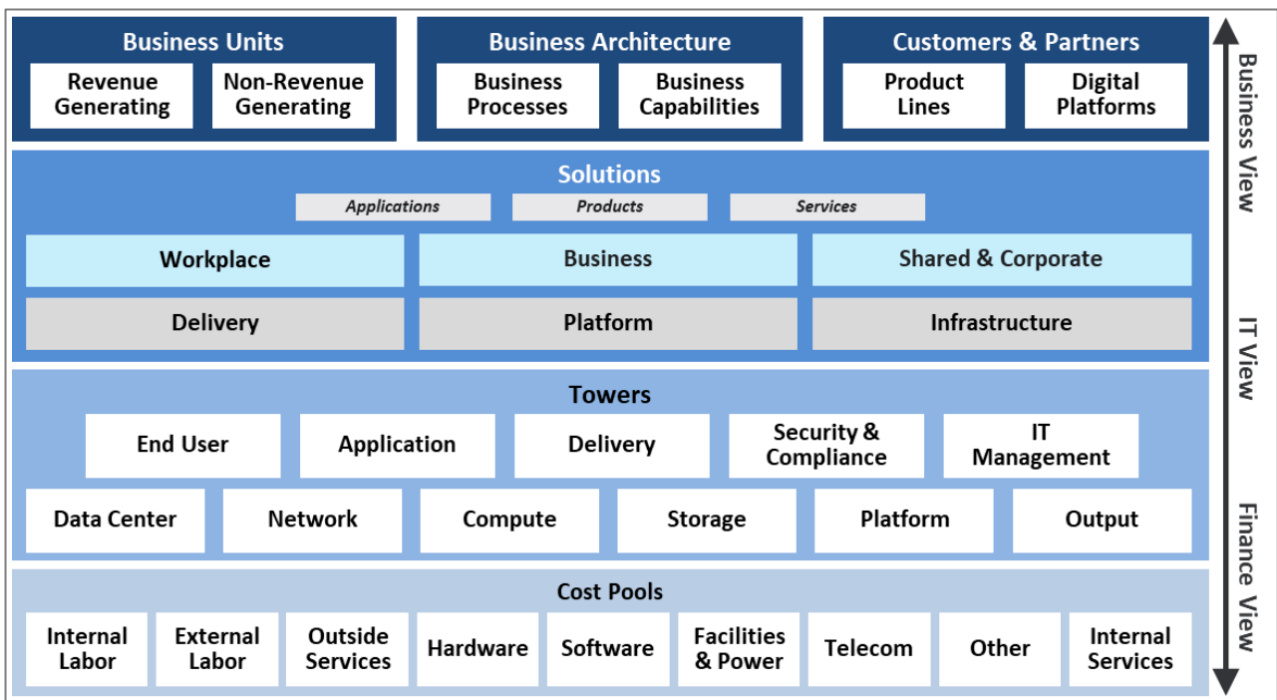 Business Units
Business Architecture
Customers & Partners
Revenue
Generating
Non-Revenue
Generating
Business
Processes
Business
Capabilities
Product
Lines
Digital
Platforms
Solutions
Applications
Products
Services
Workplace
Business
Shared & Corporate
Delivery
Platform
Infrastructure
Towers
End User
Application
Delivery
Security &
Compliance
IT
Management
Data Center
Network
Compute
Storage
Platform
Output
Cost Pools
Internal
Labor
External
Labor
Outside
Services
Hardware
Software
Facilities
& Power
Telecom
Other
Internal
Services
Business View
IT View
Finance View